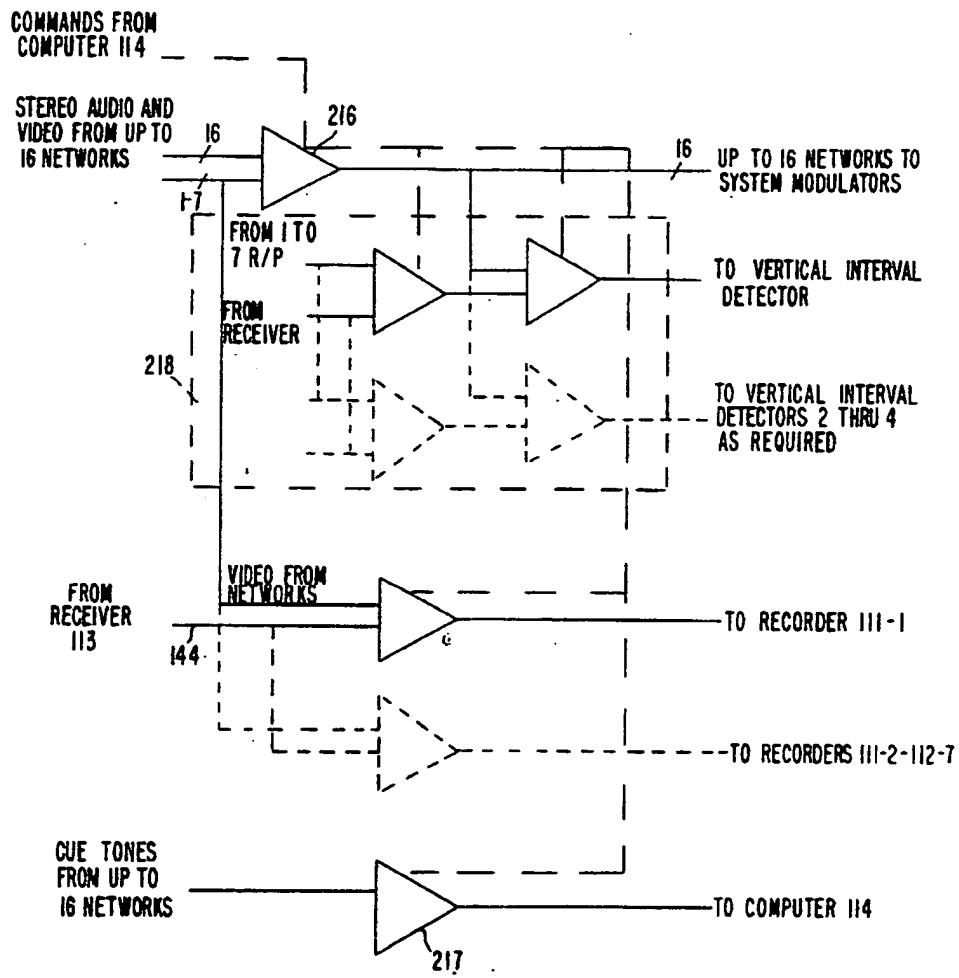 COMMANDS FROM
COMPUTER 114
STEREO AUDIO AND
VIDEO FROM UP TO
16 NETWORKS
16
1-7
216
16
UP TO 16 NETWORKS TO
SYSTEM MODULATORS
FROM 1 TO
7 R/P
FROM
RECEIVER
TO VERTICAL INTERVAL
DETECTOR
218
TO VERTICAL INTERVAL
DETECTORS 2 THRU 4
AS REQUIRED
VIDEO FROM
NETWORKS
FROM
RECEIVER
113
144
TO RECORDER 111-1
TO RECORDERS 111-2-112-7
CUE TONES
FROM UP TO
16 NETWORKS
TO COMPUTER 114
217